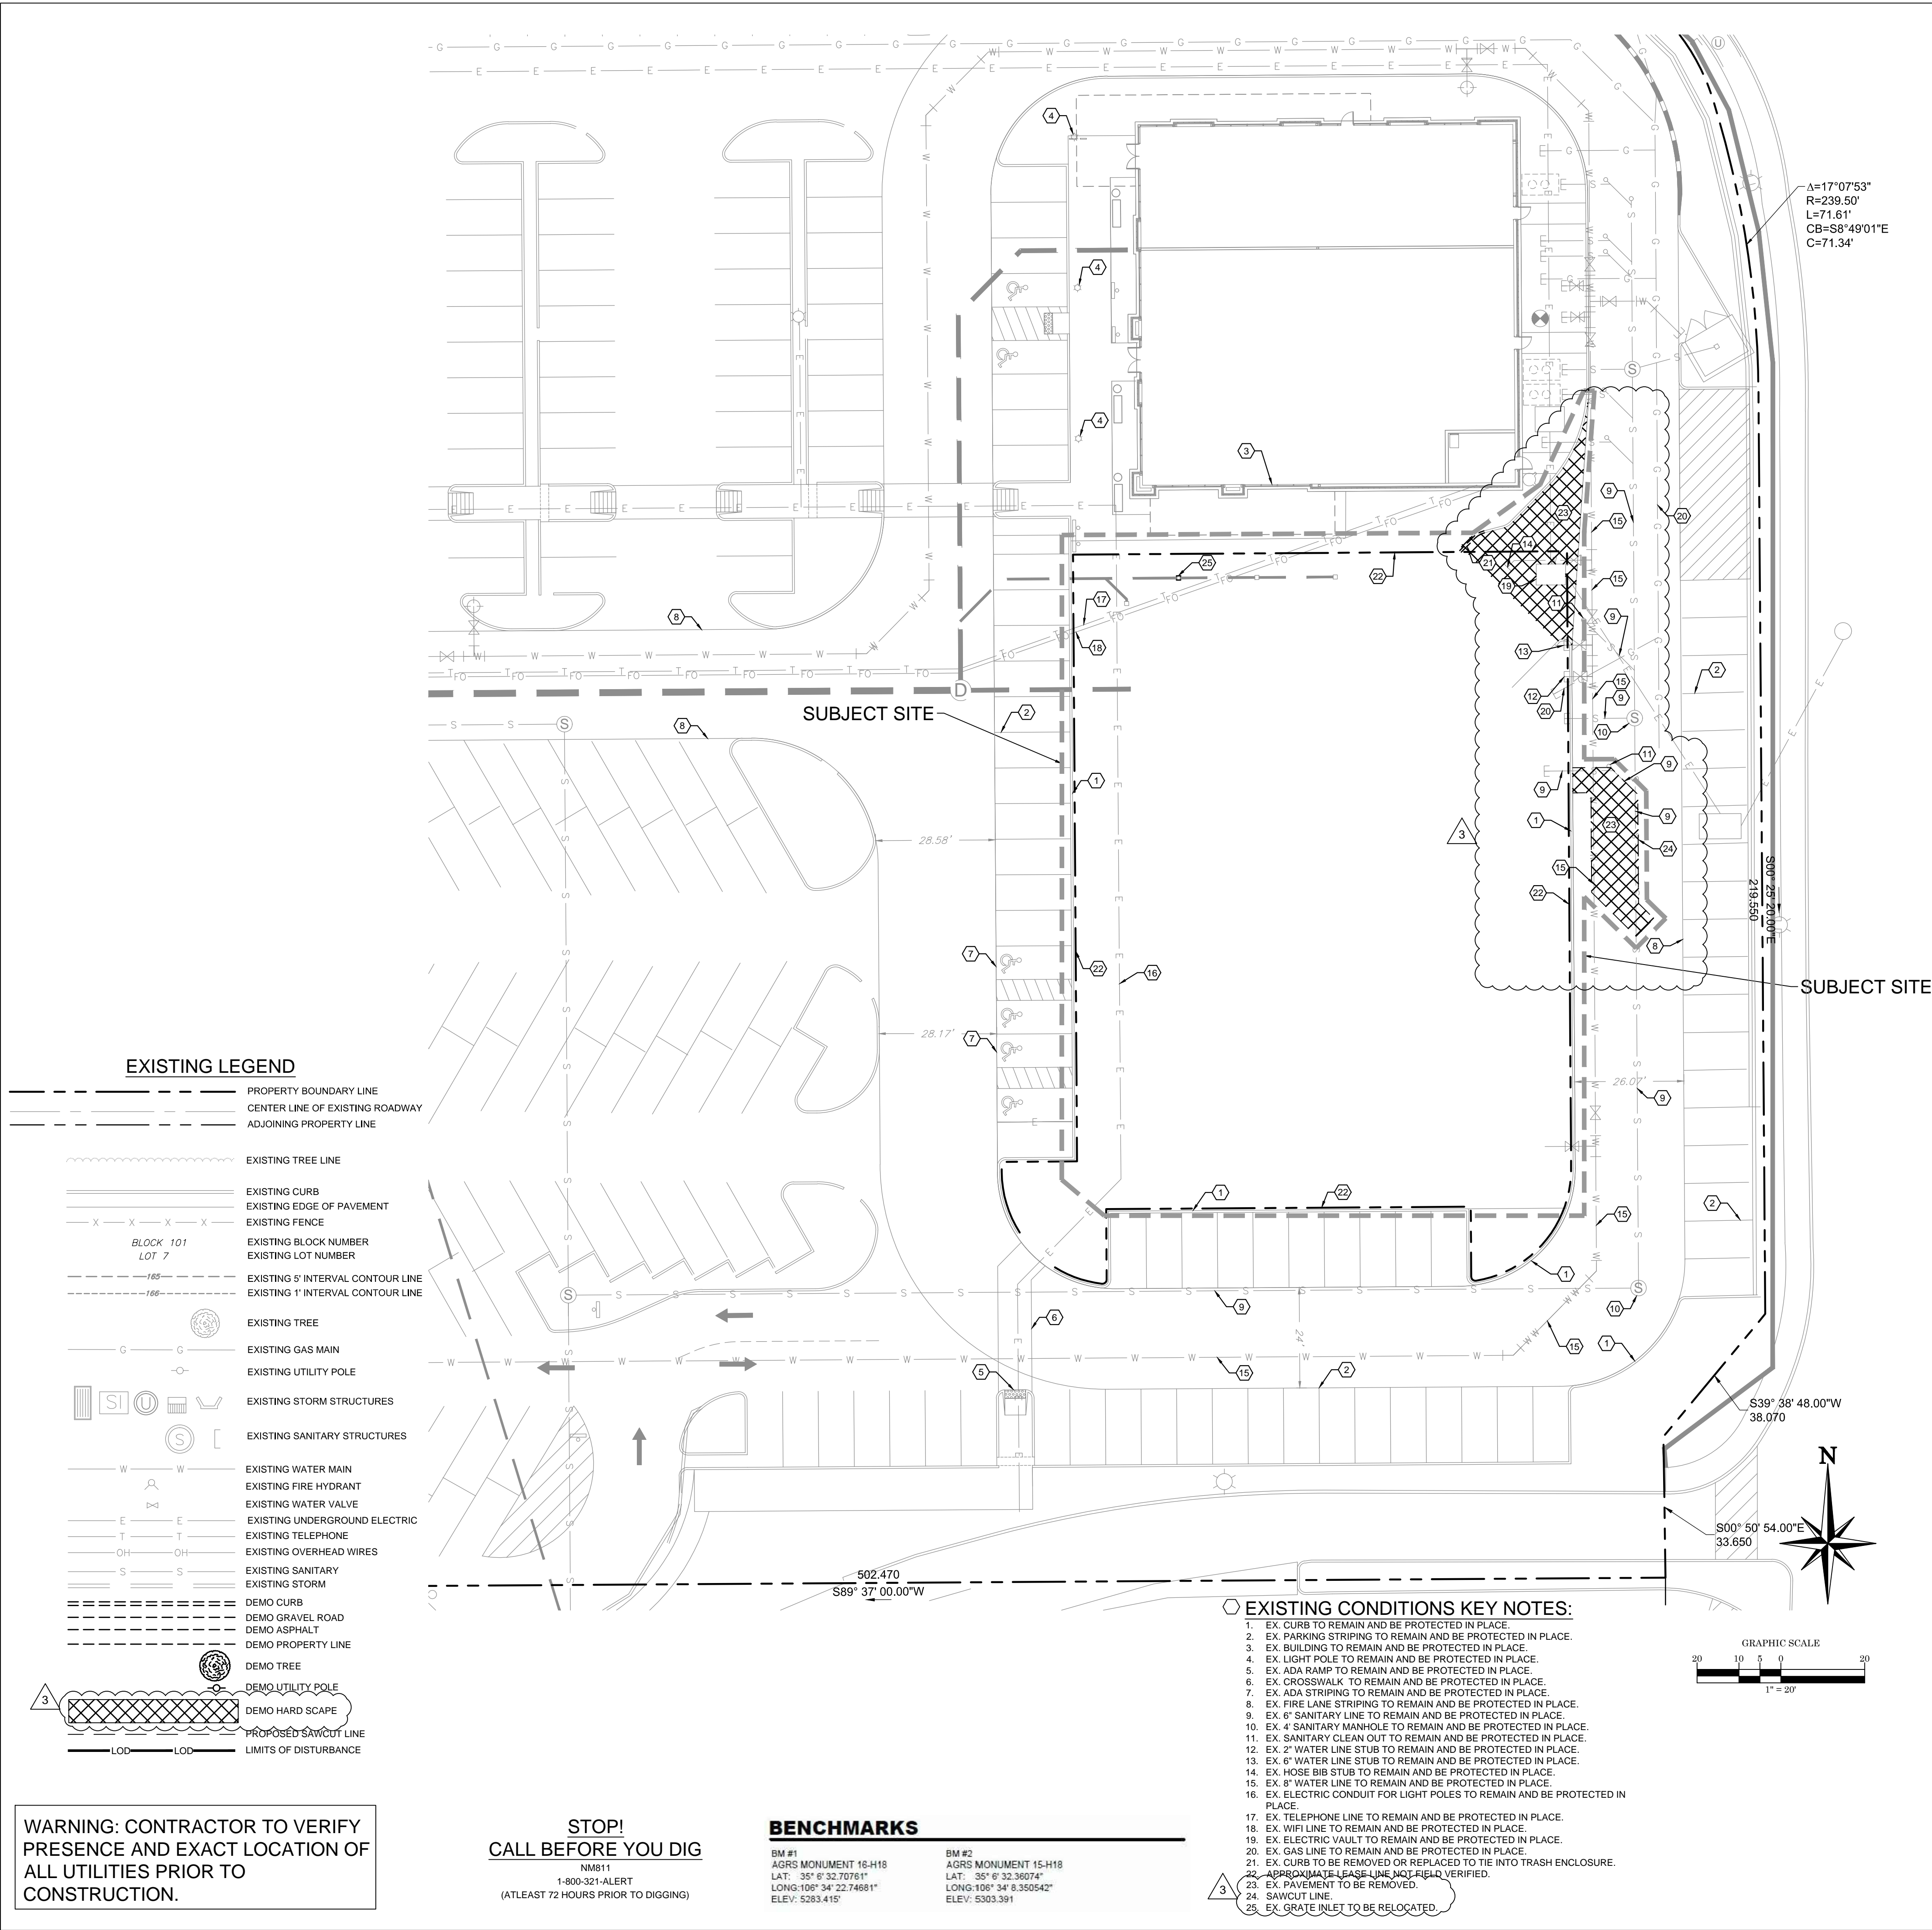 Δ=17°07'53"
R=239.50'
L=71.61'
CB=S8°49'01"E
C=71.34'
SUBJECT SITE
28.58'
S00° 25' 20.00"E
219.550
SUBJECT SITE
28.17'
26.07'
24'
S39° 38' 48.00"W
38.070
N
S00° 50' 54.00"E
33.650
502.470
S89° 37' 00.00"W
EXISTING LEGEND
PROPERTY BOUNDARY LINE
CENTER LINE OF EXISTING ROADWAY
ADJOINING PROPERTY LINE
EXISTING TREE LINE
EXISTING CURB
EXISTING EDGE OF PAVEMENT
X X X X EXISTING FENCE
BLOCK 101 EXISTING BLOCK NUMBER
LOT 7 EXISTING LOT NUMBER
165 EXISTING 5' INTERVAL CONTOUR LINE
166 EXISTING 1' INTERVAL CONTOUR LINE
EXISTING TREE
G G EXISTING GAS MAIN
EXISTING UTILITY POLE
SI U EXISTING STORM STRUCTURES
S EXISTING SANITARY STRUCTURES
W W EXISTING WATER MAIN
EXISTING FIRE HYDRANT
EXISTING WATER VALVE
E E EXISTING UNDERGROUND ELECTRIC
T T EXISTING TELEPHONE
OH OH EXISTING OVERHEAD WIRES
S S EXISTING SANITARY
EXISTING STORM
DEMO CURB
DEMO GRAVEL ROAD
DEMO ASPHALT
DEMO PROPERTY LINE
DEMO TREE
DEMO UTILITY POLE
3 DEMO HARD SCAPE
PROPOSED SAWCUT LINE
LOD LOD LIMITS OF DISTURBANCE
WARNING: CONTRACTOR TO VERIFY
PRESENCE AND EXACT LOCATION OF
ALL UTILITIES PRIOR TO
CONSTRUCTION.
STOP!
CALL BEFORE YOU DIG
NM811
1-800-321-ALERT
(ATLEAST 72 HOURS PRIOR TO DIGGING)
BENCHMARKS
BM #1
AGRS MONUMENT 16-H18
LAT: 35° 6' 32.70761"
LONG:106° 34' 22.74681"
ELEV: 5283.415'
BM #2
AGRS MONUMENT 15-H18
LAT: 35° 6' 32.36074"
LONG:106° 34' 8.350542"
ELEV: 5303.391
EXISTING CONDITIONS KEY NOTES:
1. EX. CURB TO REMAIN AND BE PROTECTED IN PLACE.
2. EX. PARKING STRIPING TO REMAIN AND BE PROTECTED IN PLACE.
3. EX. BUILDING TO REMAIN AND BE PROTECTED IN PLACE.
4. EX. LIGHT POLE TO REMAIN AND BE PROTECTED IN PLACE.
5. EX. ADA RAMP TO REMAIN AND BE PROTECTED IN PLACE.
6. EX. CROSSWALK TO REMAIN AND BE PROTECTED IN PLACE.
7. EX. ADA STRIPING TO REMAIN AND BE PROTECTED IN PLACE.
8. EX. FIRE LANE STRIPING TO REMAIN AND BE PROTECTED IN PLACE.
9. EX. 6" SANITARY LINE TO REMAIN AND BE PROTECTED IN PLACE.
10. EX. 4' SANITARY MANHOLE TO REMAIN AND BE PROTECTED IN PLACE.
11. EX. SANITARY CLEAN OUT TO REMAIN AND BE PROTECTED IN PLACE.
12. EX. 2" WATER LINE STUB TO REMAIN AND BE PROTECTED IN PLACE.
13. EX. 6" WATER LINE STUB TO REMAIN AND BE PROTECTED IN PLACE.
14. EX. HOSE BIB STUB TO REMAIN AND BE PROTECTED IN PLACE.
15. EX. 8" WATER LINE TO REMAIN AND BE PROTECTED IN PLACE.
16. EX. ELECTRIC CONDUIT FOR LIGHT POLES TO REMAIN AND BE PROTECTED IN
PLACE.
17. EX. TELEPHONE LINE TO REMAIN AND BE PROTECTED IN PLACE.
18. EX. WIFI LINE TO REMAIN AND BE PROTECTED IN PLACE.
19. EX. ELECTRIC VAULT TO REMAIN AND BE PROTECTED IN PLACE.
20. EX. GAS LINE TO REMAIN AND BE PROTECTED IN PLACE.
21. EX. CURB TO BE REMOVED OR REPLACED TO TIE INTO TRASH ENCLOSURE.
22. APPROXIMATE LEASE LINE NOT FIELD VERIFIED.
23. EX. PAVEMENT TO BE REMOVED.
24. SAWCUT LINE.
25. EX. GRATE INLET TO BE RELOCATED.
3
GRAPHIC SCALE
20 10 5 0 20
1" = 20'